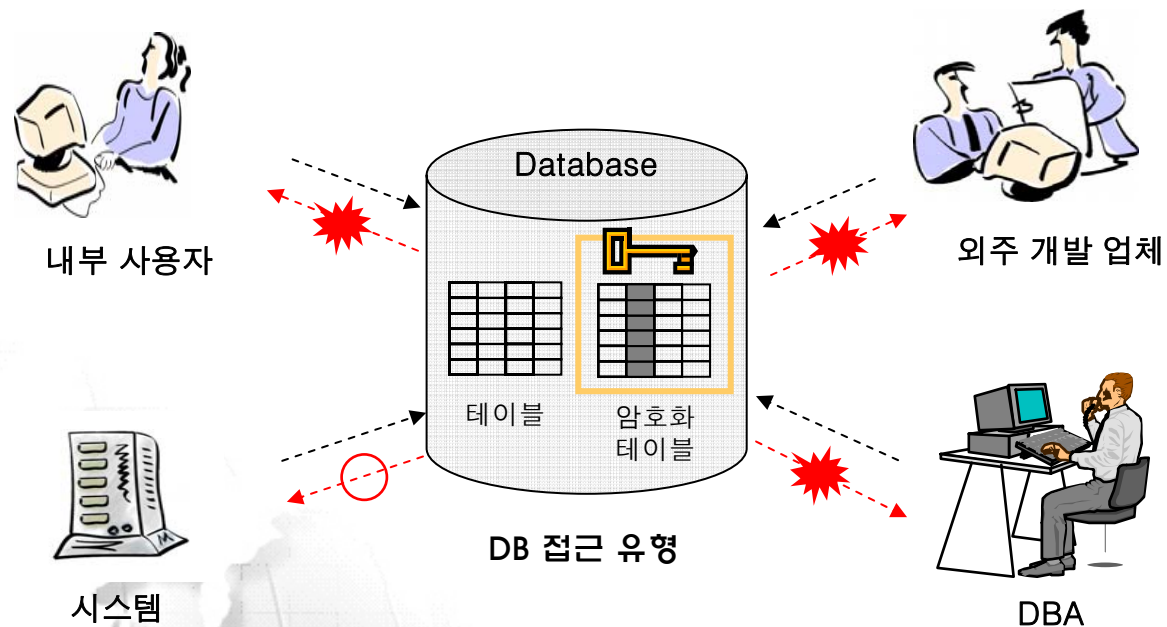 Database
내부 사용자
외주 개발 업체
테이블
암호화
테이블
DB 접근 유형
시스템
DBA